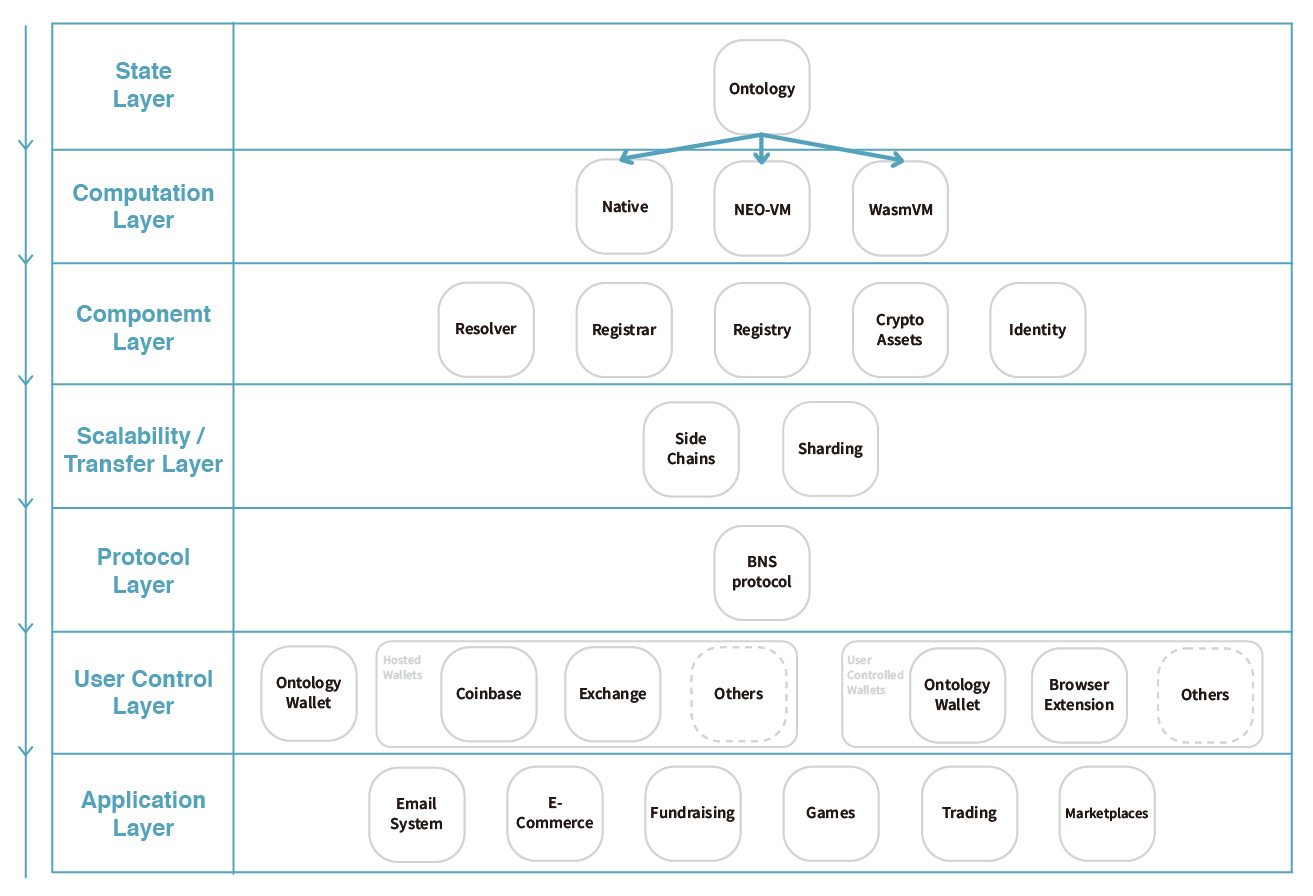 State
Layer
Ontology
Computation
Layer
Native
NEO-VM
WasmVM
Componemt
Layer
Resolver
Registrar
Registry
Crypto
Assets
Identity
Scalability /
Transfer Layer
Side
Chains
Sharding
Protocol
Layer
BNS
protocol
User Control
Layer
Ontology
Wallet
Hosted
Wallets
Coinbase
Exchange
Others
User
Controlled
Wallets
Ontology
Wallet
Browser
Extension
Others
Application
Layer
Email
System
E-
Commerce
Fundraising
Games
Trading
Marketplaces